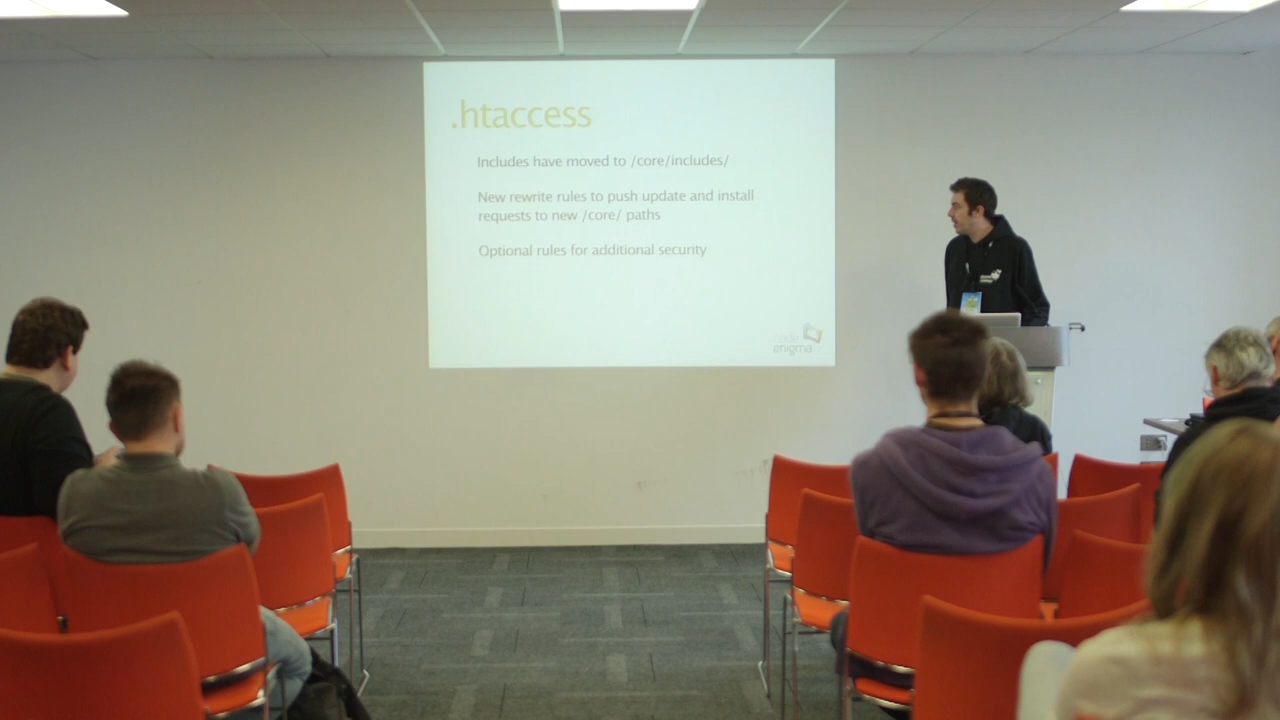 .htaccess
Includes have moved to /core/includes/
New rewrite rules to push update and install
requests to new /core/ paths
Optional rules for additional security
code
enigma